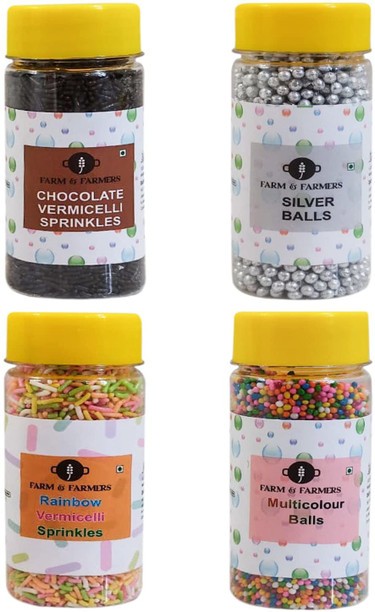 FARM & FARMERS
CHOCOLATE
VERMICELLI
SPRINKLES
FARM & FARMERS
SILVER
BALLS
FARM & FARMERS
Rainbow
Vermicelli
Sprinkles
FARM & FARMERS
Multicolour
Balls